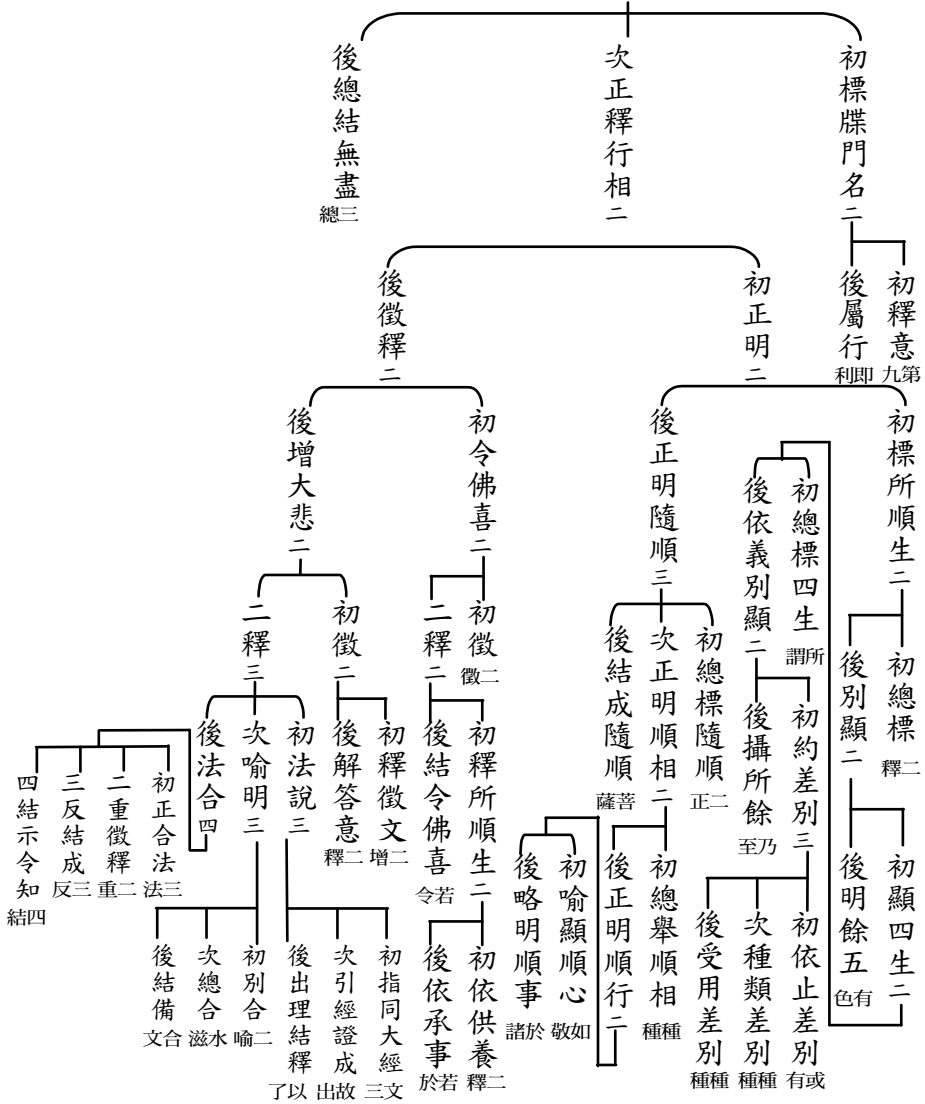 初標牒門名二
初釋意
第九
後屬行
即利
次正釋行相二
初正明二
初標所順生二
初總標
二釋
後別顯二
初顯四生二
初總標四生
所謂
後依義別顯二
初約差別三
初依止差別
或有
次種類差別
種種
後受用差別
種種
後攝所餘
乃至
後明餘五
有色
後正明隨順三
初總標隨順
二正
次正明順相二
初總舉順相
種種
後正明順行二
初喻顯順心
如敬
後略明順事
於諸
後結成隨順
菩薩
後徵釋二
初令佛喜二
初徵
二徵
二釋二
初釋所順生二
初依供養
二釋
後依承事
若於
後結令佛喜
若令
後增大悲二
初徵二
初釋徵文
二增
後解答意
二釋
二釋三
初法說三
初指同大經
文三
次引經證成
故出
後出理結釋
以了
次喻明三
初別合
二喻
次總合
水滋
後結備
合文
後法合四
初正合法
三法
二重徵釋
二重
三反結成
三反
四結示令知
四結
後總結無盡
三總